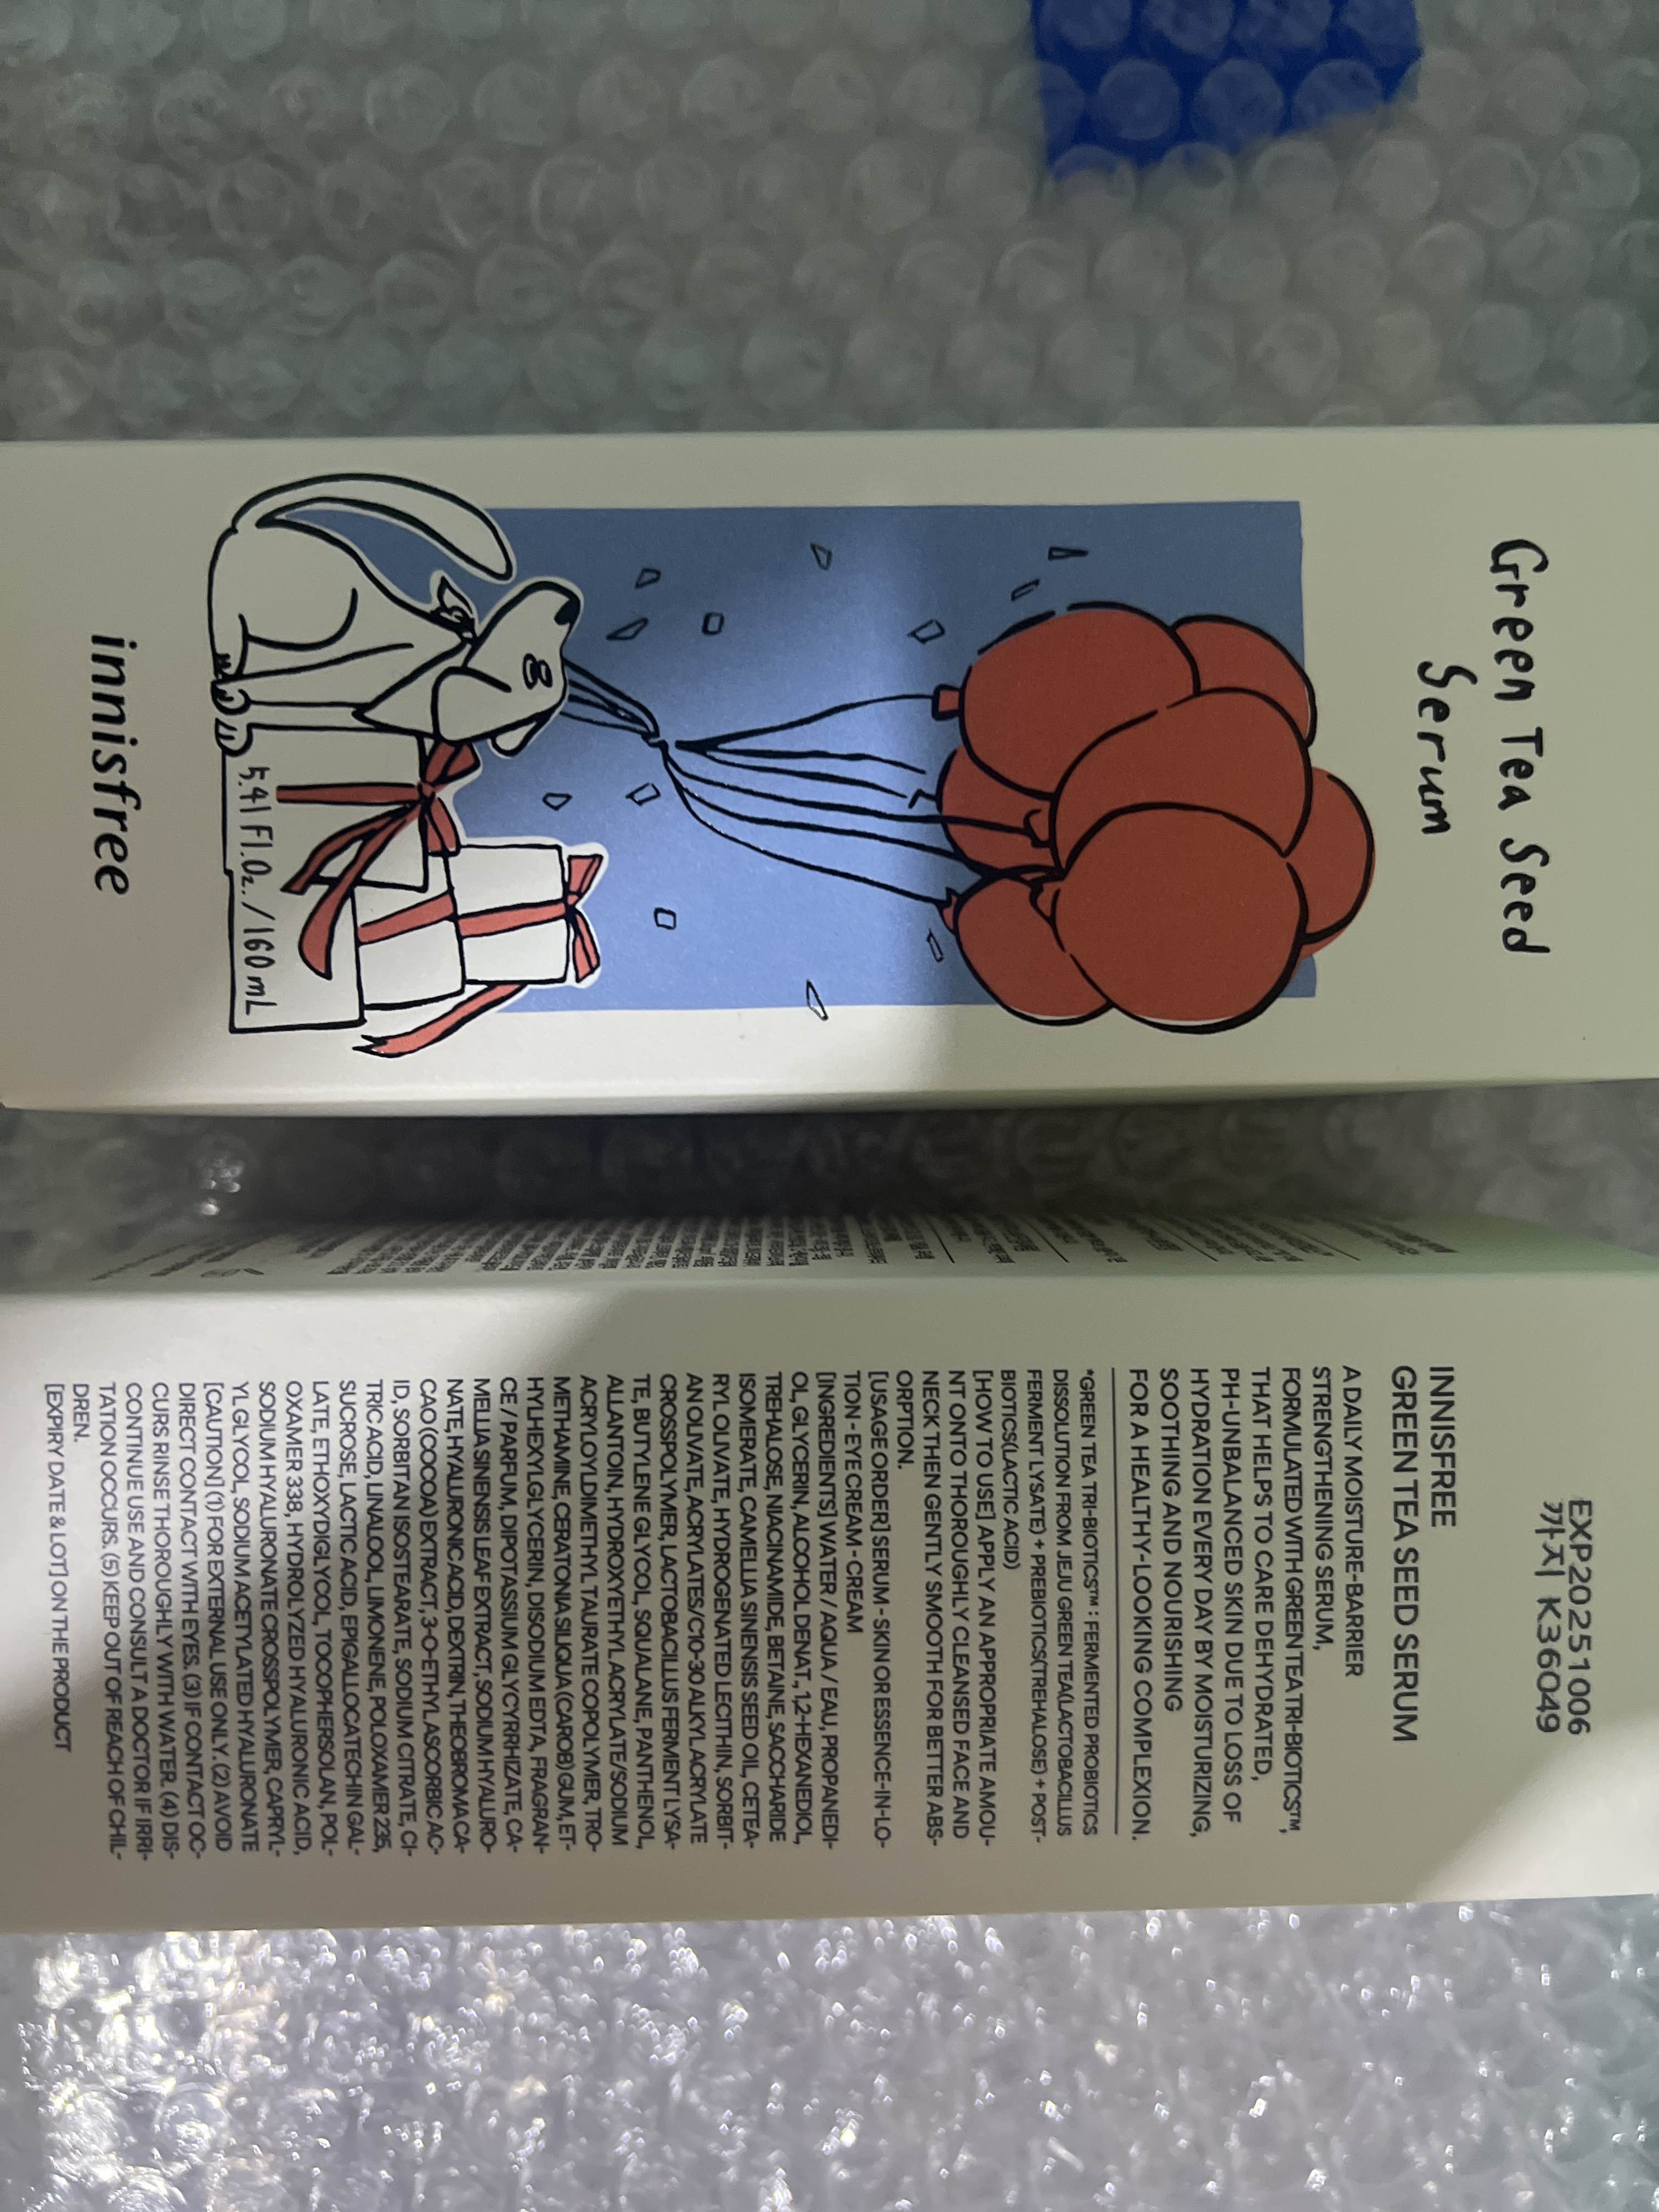 Green Tea Seed
Serum
5.41 Fl.Oz. / 160 mL
innisfree
EXP20251006
까지 K36049
INNISFREE
GREEN TEA SEED SERUM
A DAILY MOISTURE-BARRIER
STRENGTHENING SERUM,
FORMULATED WITH GREEN TEA TRI-BIOTICS™,
THAT HELPS TO CARE DEHYDRATED,
PH-UNBALANCED SKIN DUE TO LOSS OF
HYDRATION EVERY DAY BY MOISTURIZING,
SOOTHING AND NOURISHING
FOR A HEALTHY-LOOKING COMPLEXION.
*GREEN TEA TRI-BIOTICS™ : FERMENTED PROBIOTICS
DISSOLUTION FROM JEJU GREEN TEA(LACTOBACILLUS
FERMENT LYSATE) + PREBIOTICS(TREHALOSE) + POST-
BIOTICS(LACTIC ACID)
[HOW TO USE] APPLY AN APPROPRIATE AMOU-
NT ONTO THOROUGHLY CLEANSED FACE AND
NECK THEN GENTLY SMOOTH FOR BETTER ABS-
ORPTION.
[USAGE ORDER] SERUM - SKIN OR ESSENCE-IN-LO-
TION - EYE CREAM - CREAM
[INGREDIENTS] WATER / AQUA / EAU, PROPANEDI-
OL, GLYCERIN, ALCOHOL DENAT., 1,2-HEXANEDIOL,
TREHALOSE, NIACINAMIDE, BETAINE, SACCHARIDE
ISOMERATE, CAMELLIA SINENSIS SEED OIL, CETEA-
RYL OLIVATE, HYDROGENATED LECITHIN, SORBIT-
AN OLIVATE, ACRYLATES/C10-30 ALKYL ACRYLATE
CROSSPOLYMER, LACTOBACILLUS FERMENT LYSA-
TE, BUTYLENE GLYCOL, SQUALANE, PANTHENOL,
ALLANTOIN, HYDROXYETHYL ACRYLATE/SODIUM
ACRYLOYLDIMETHYL TAURATE COPOLYMER, TRO-
METHAMINE, CERATONIA SILIQUA (CAROB) GUM, ET-
HYLHEXYLGLYCERIN, DISODIUM EDTA, FRAGRAN-
CE / PARFUM, DIPOTASSIUM GLYCYRRHIZATE, CA-
MELLIA SINENSIS LEAF EXTRACT, SODIUM HYALURO-
NATE, HYALURONIC ACID, DEXTRIN, THEOBROMA CA-
CAO (COCOA) EXTRACT, 3-O-ETHYL ASCORBIC AC-
ID, SORBITAN ISOSTEARATE, SODIUM CITRATE, CI-
TRIC ACID, LINALOOL, LIMONENE, POLOXAMER 235,
SUCROSE, LACTIC ACID, EPIGALLOCATECHIN GAL-
LATE, ETHOXYDIGLYCOL, TOCOPHERSOLAN, POL-
OXAMER 338, HYDROLYZED HYALURONIC ACID,
SODIUM HYALURONATE CROSSPOLYMER, CAPRYL-
YL GLYCOL, SODIUM ACETYLATED HYALURONATE
[CAUTION] (1) FOR EXTERNAL USE ONLY. (2) AVOID
DIRECT CONTACT WITH EYES. (3) IF CONTACT OC-
CURS RINSE THOROUGHLY WITH WATER. (4) DIS-
CONTINUE USE AND CONSULT A DOCTOR IF IRRI-
TATION OCCURS. (5) KEEP OUT OF REACH OF CHIL-
DREN.
[EXPIRY DATE & LOT] ON THE PRODUCT